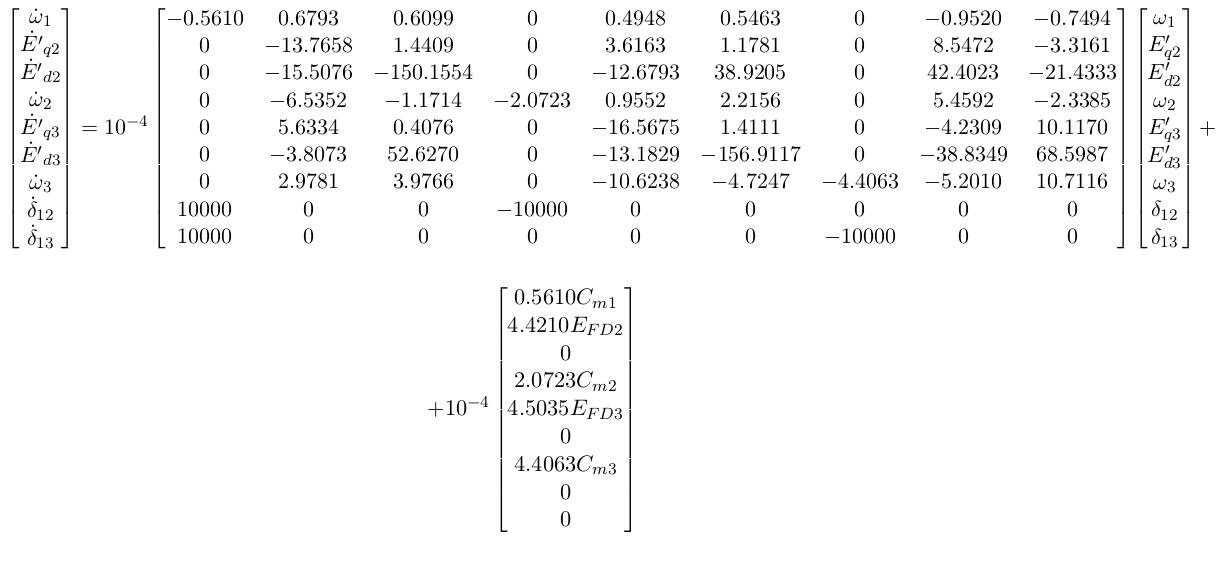 ω̇₁ −0.5610 0.6793 0.6099 0 0.4948 0.5463 0 −0.9520 −0.7494 ω₁
Ė′q2 0 −13.7658 1.4409 0 3.6163 1.1781 0 8.5472 −3.3161 E′q2
Ė′d2 0 −15.5076 −150.1554 0 −12.6793 38.9205 0 42.4023 −21.4333 E′d2
ω̇₂ 0 −6.5352 −1.1714 −2.0723 0.9552 2.2156 0 5.4592 −2.3385 ω₂
Ė′q3 = 10⁻⁴ 0 5.6334 0.4076 0 −16.5675 1.4111 0 −4.2309 10.1170 E′q3 +
Ė′d3 0 −3.8073 52.6270 0 −13.1829 −156.9117 0 −38.8349 68.5987 E′d3
ω̇₃ 0 2.9781 3.9766 0 −10.6238 −4.7247 −4.4063 −5.2010 10.7116 ω₃
δ̇₁₂ 10000 0 0 −10000 0 0 0 0 0 δ₁₂
δ̇₁₃ 10000 0 0 0 0 0 −10000 0 0 δ₁₃
0.5610Cm1
4.4210EFD2
0
2.0723Cm2
+10⁻⁴ 4.5035EFD3
0
4.4063Cm3
0
0